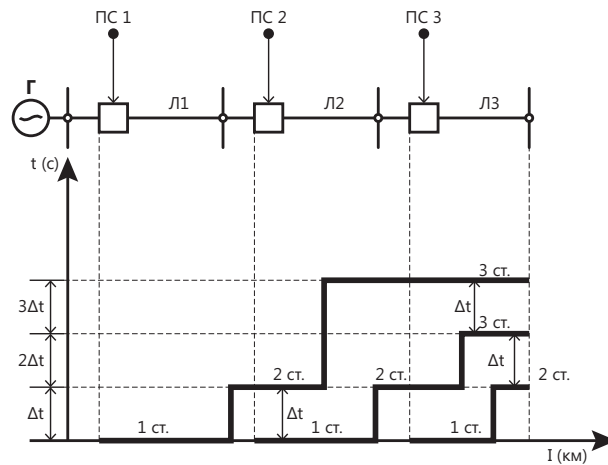 ПС 1
ПС 2
ПС 3
Г
Л1
Л2
Л3
t (с)
3 ст.
3Δt
Δt
3 ст.
2Δt
Δt
2 ст.
2 ст.
2 ст.
Δt
Δt
1 ст.
1 ст.
1 ст.
I (км)